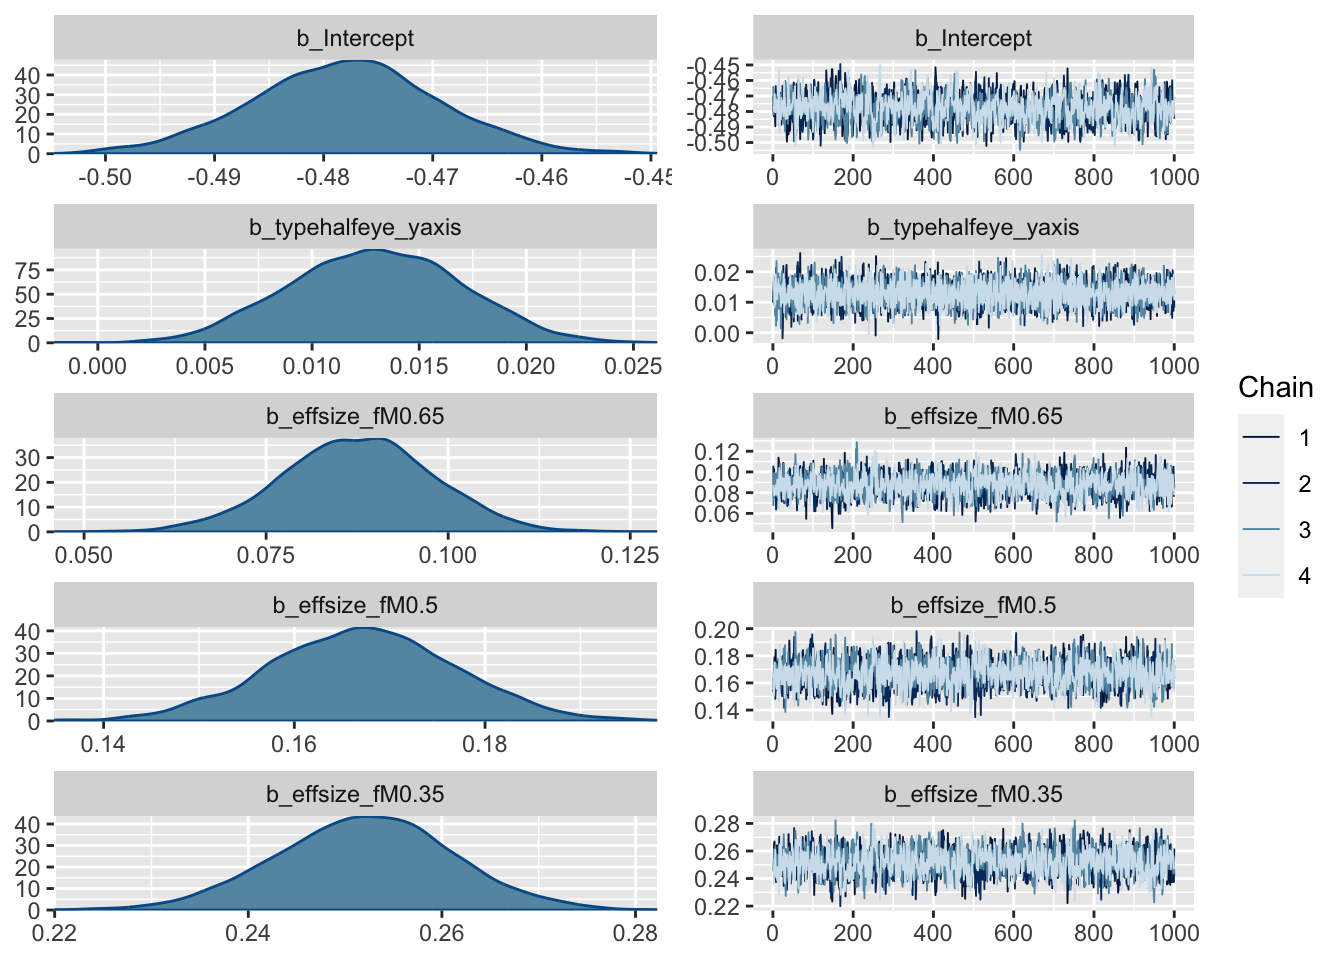 b_Intercept
40
30
20
10
0
-0.50 -0.49 -0.48 -0.47 -0.46 -0.45
b_Intercept
-0.45
-0.46
-0.47
-0.48
-0.49
-0.50
0 200 400 600 800 1000
b_typehalfeye_yaxis
75
50
25
0
0.000 0.005 0.010 0.015 0.020 0.025
b_typehalfeye_yaxis
0.02
0.01
0.00
0 200 400 600 800 1000
b_effsize_fM0.65
30
20
10
0
0.050 0.075 0.100 0.125
b_effsize_fM0.65
0.12
0.10
0.08
0.06
0 200 400 600 800 1000
b_effsize_fM0.5
40
30
20
10
0
0.14 0.16 0.18
b_effsize_fM0.5
0.20
0.18
0.16
0.14
0 200 400 600 800 1000
b_effsize_fM0.35
40
30
20
10
0
0.22 0.24 0.26 0.28
b_effsize_fM0.35
0.28
0.26
0.24
0.22
0 200 400 600 800 1000
Chain
1
2
3
4